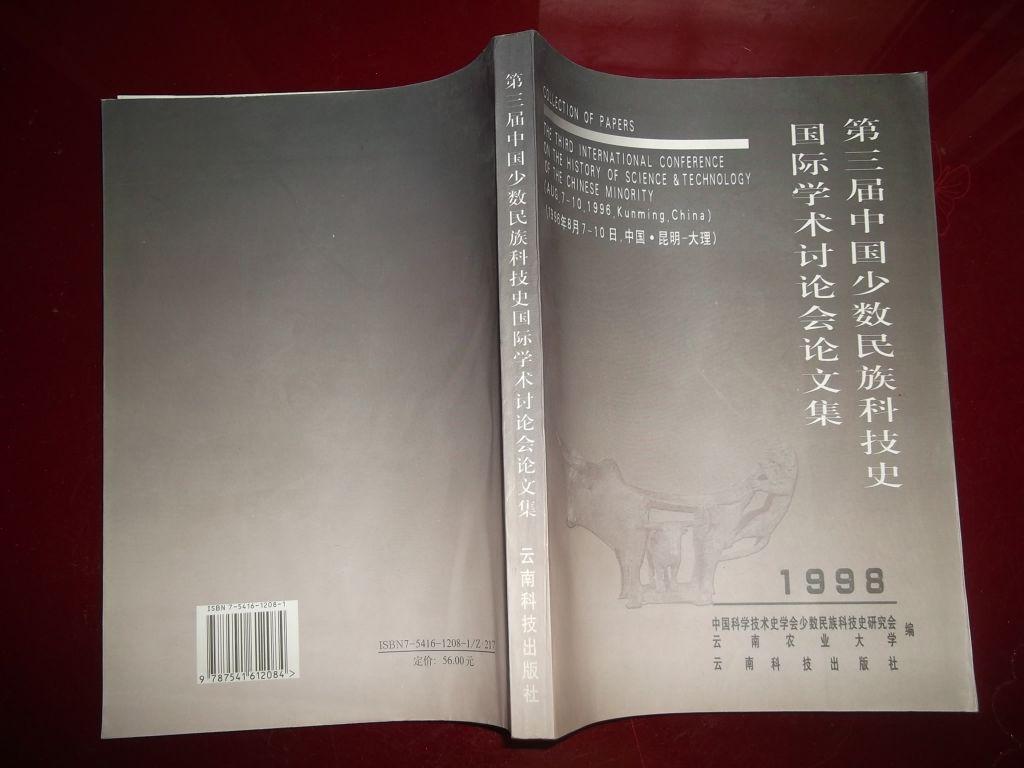 COLLECTION OF PAPERS
THE THIRD INTERNATIONAL CONFERENCE
ON THE HISTORY OF SCIENCE & TECHNOLOGY
OF THE CHINESE MINORITY
(AUG.7-10,1996,Kunming,China)
(1996年8月7-10日,中国·昆明-大理)
第三届中国少数民族科技史
国际学术讨论会论文集
1998
中国科学技术史学会少数民族科技史研究会
云南农业大学
云南科技出版社
编
第三届中国少数民族科技史国际学术讨论会论文集
云南科技出版社
ISBN 7-5416-1208-1
9 787541 612084 >
ISBN7-5416-1208-1/Z·217
定价: 56.00元